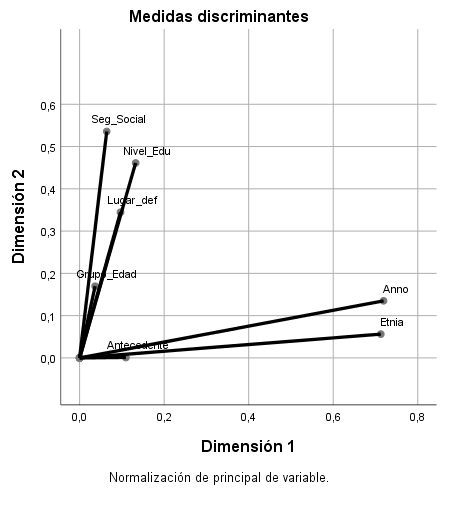 Medidas discriminantes
Dimensión 2
0,6
0,5
0,4
0,3
0,2
0,1
0,0
Seg_Social
Nivel_Edu
Lugar_def
Grupo_Edad
Anno
Etnia
Antecedente
0,0 0,2 0,4 0,6 0,8
Dimensión 1
Normalización de principal de variable.